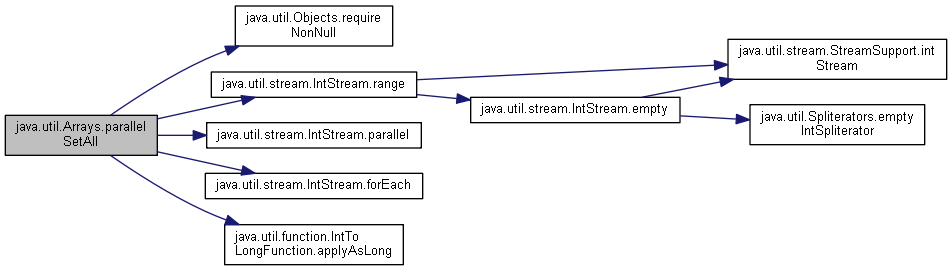 java.util.Arrays.parallel
SetAll
java.util.Objects.require
NonNull
java.util.stream.IntStream.range
java.util.stream.IntStream.parallel
java.util.stream.IntStream.forEach
java.util.function.IntTo
LongFunction.applyAsLong
java.util.stream.IntStream.empty
java.util.stream.StreamSupport.int
Stream
java.util.Spliterators.empty
IntSpliterator